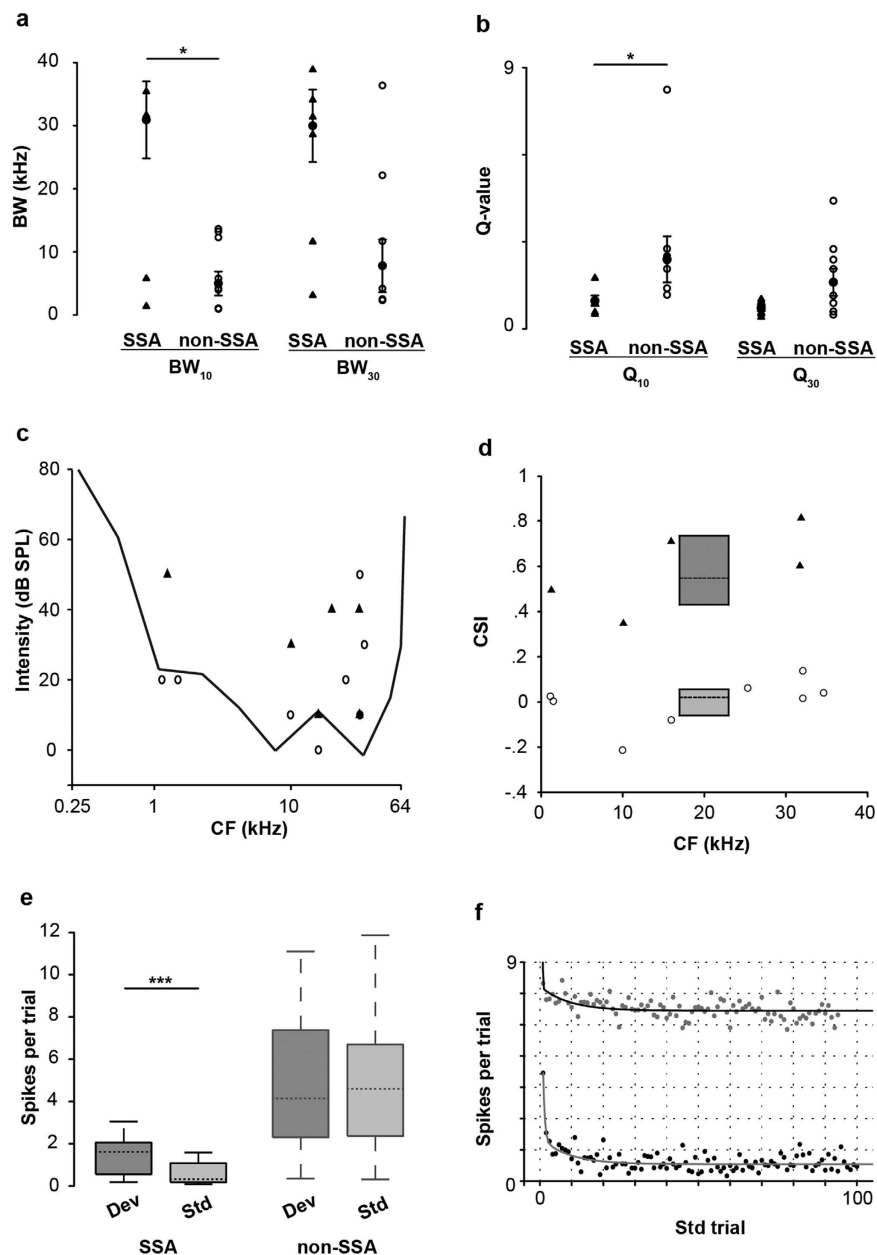 a
*
40
30
20
10
0
BW (kHz)
SSA non-SSA SSA non-SSA
BW10 BW30
b
*
9
0
Q-value
SSA non-SSA SSA non-SSA
Q10 Q30
c
80
60
40
20
0
Intensity (dB SPL)
0.25 1 10 64
CF (kHz)
d
1
.8
.6
.4
.2
0
-.2
-.4
CSI
0 10 20 30 40
CF (kHz)
e
12
10
8
6
4
2
0
Spikes per trial
***
Dev Std Dev Std
SSA non-SSA
f
9
0
Spikes per trial
0 100
Std trial